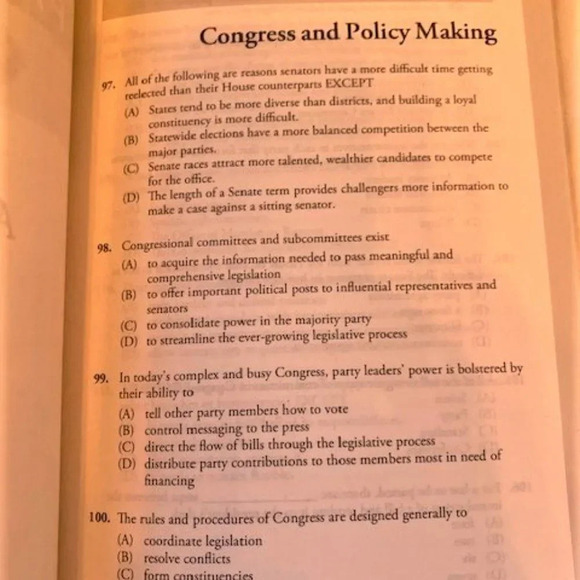 Congress and Policy Making
97. All of the following are reasons senators have a more difficult time getting
reelected than their House counterparts EXCEPT
(A) States tend to be more diverse than districts, and building a loyal
constituency is more difficult.
(B) Statewide elections have a more balanced competition between the
major parties.
(C) Senate races attract more talented, wealthier candidates to compete
for the office.
(D) The length of a Senate term provides challengers more information to
make a case against a sitting senator.
98. Congressional committees and subcommittees exist
(A) to acquire the information needed to pass meaningful and
comprehensive legislation
(B) to offer important political posts to influential representatives and
senators
(C) to consolidate power in the majority party
(D) to streamline the ever-growing legislative process
99. In today's complex and busy Congress, party leaders' power is bolstered by
their ability to
(A) tell other party members how to vote
(B) control messaging to the press
(C) direct the flow of bills through the legislative process
(D) distribute party contributions to those members most in need of
financing
100. The rules and procedures of Congress are designed generally to
(A) coordinate legislation
(B) resolve conflicts
(C) form constituencies